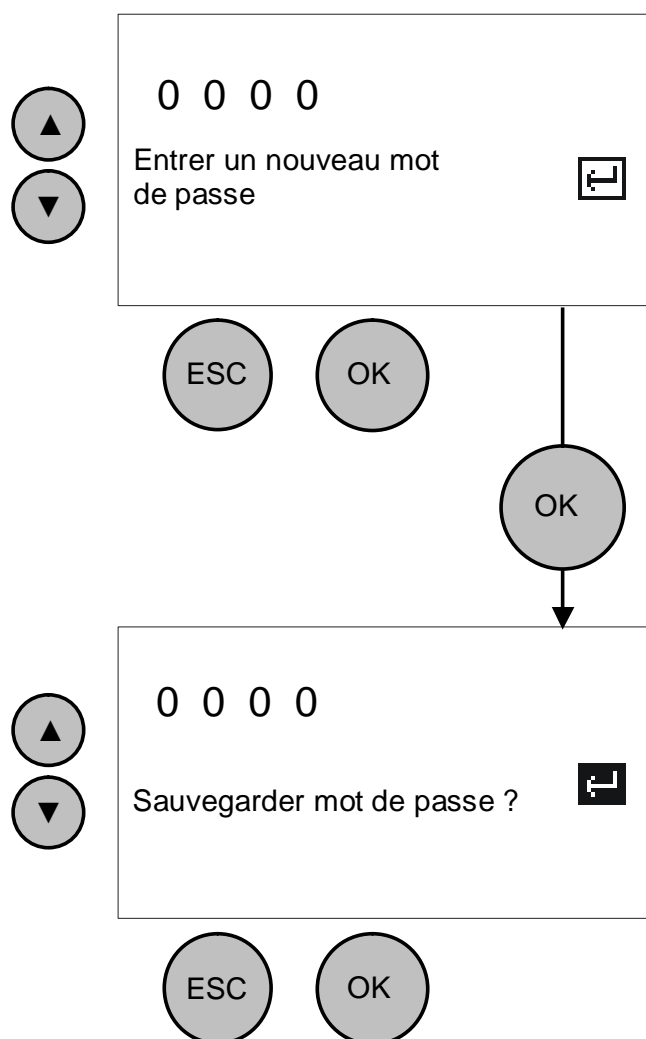 0 0 0 0
▲
Entrer un nouveau mot
de passe
▼
ESC OK
OK
0 0 0 0
▲
Sauvegarder mot de passe ?
▼
ESC OK